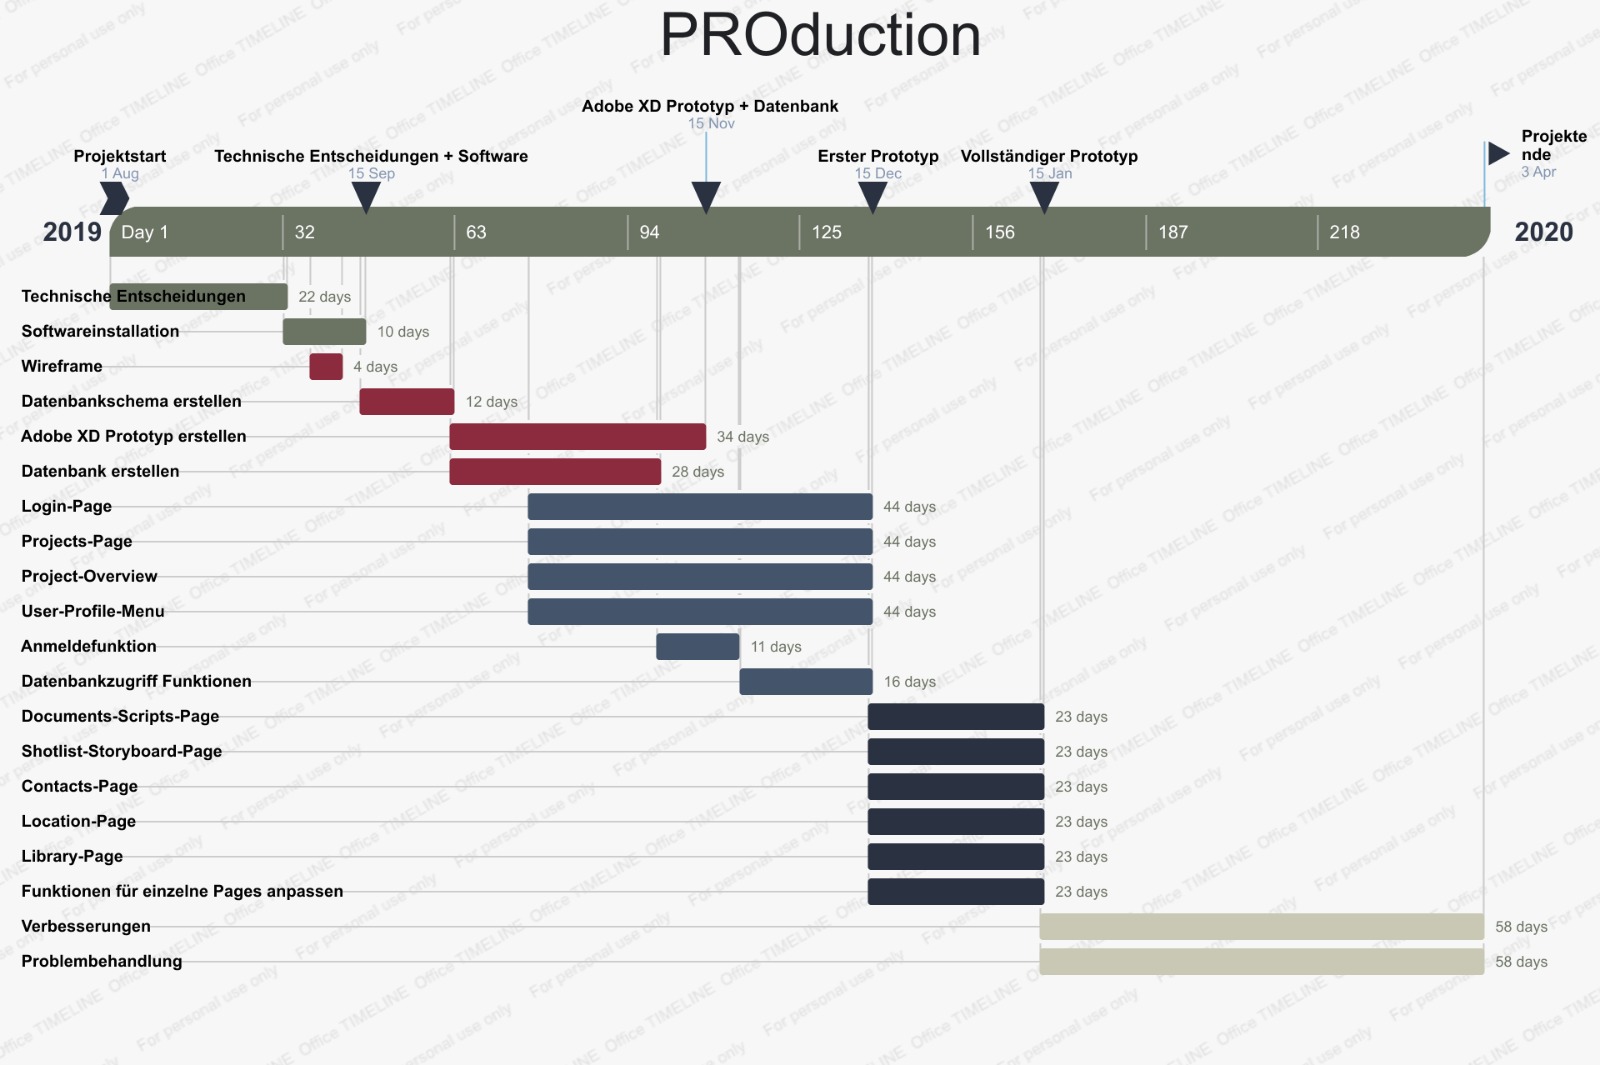 PRODuction
Adobe XD Prototyp + Datenbank
15 Nov
Projektstart
1 Aug
Technische Entscheidungen + Software
15 Sep
Erster Prototyp
15 Dec
Vollständiger Prototyp
15 Jan
Projekte
nde
3 Apr
2019
Day 1
32
63
94
125
156
187
218
2020
Technische Entscheidungen
22 days
Softwareinstallation
10 days
Wireframe
4 days
Datenbankschema erstellen
12 days
Adobe XD Prototyp erstellen
34 days
Datenbank erstellen
28 days
Login-Page
44 days
Projects-Page
44 days
Project-Overview
44 days
User-Profile-Menu
44 days
Anmeldefunktion
11 days
Datenbankzugriff Funktionen
16 days
Documents-Scripts-Page
23 days
Shotlist-Storyboard-Page
23 days
Contacts-Page
23 days
Location-Page
23 days
Library-Page
23 days
Funktionen für einzelne Pages anpassen
23 days
Verbesserungen
58 days
Problembehandlung
58 days
Office TIMELINE
For personal use only